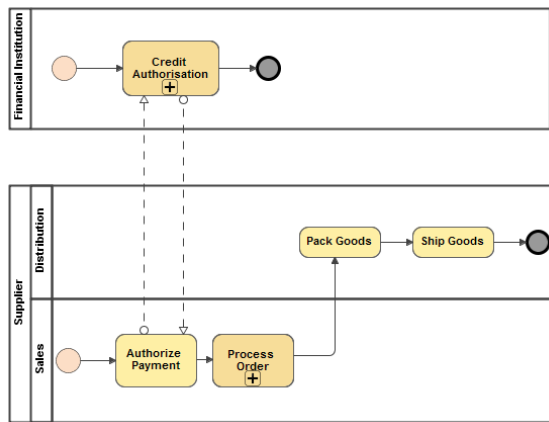 Financial Institution
Credit
Authorisation
Supplier
Distribution
Pack Goods
Ship Goods
Sales
Authorize
Payment
Process
Order